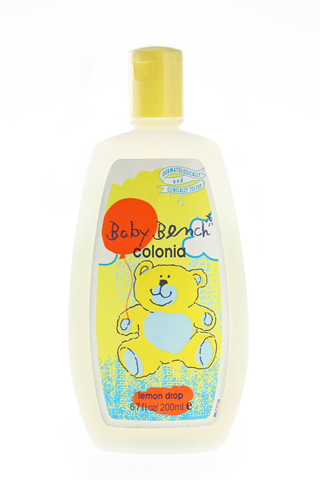 DERMATOLOGICALLY
and
CLINICALLY TESTED
Baby Bench
colonia
lemon drop
6.7 fl oz/ 200ml e